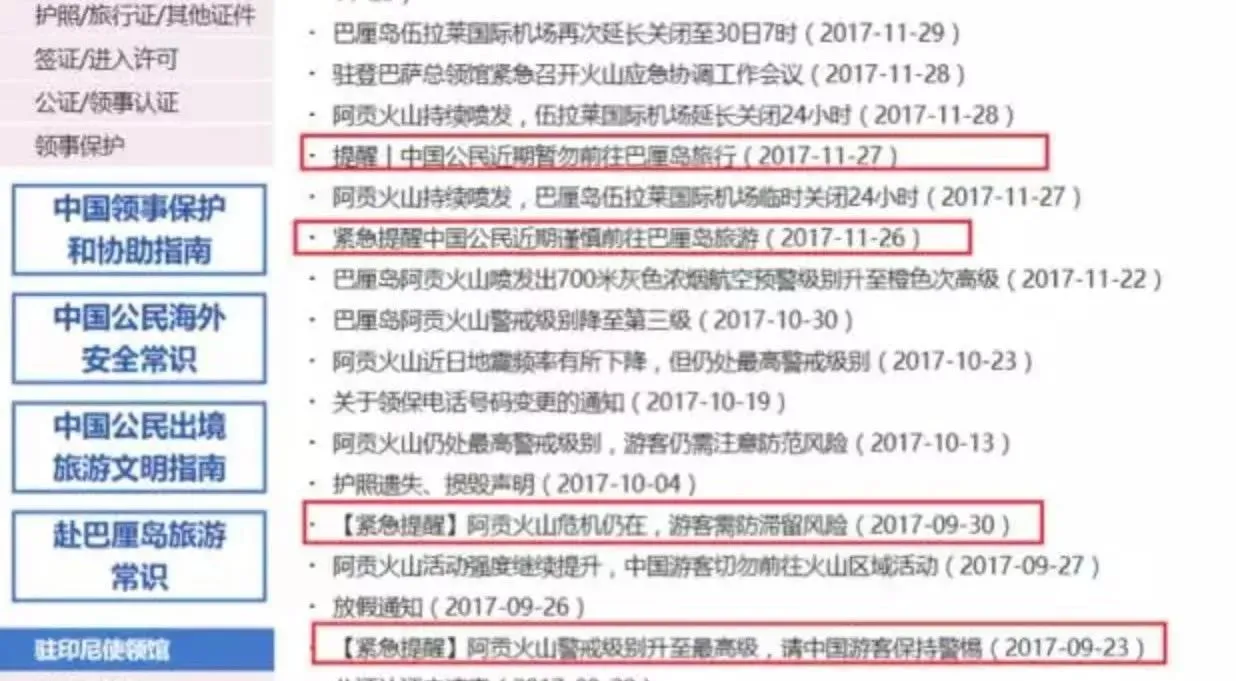 护照/旅行证/其他证件
签证/进入许可
公证/领事认证
领事保护
中国领事保护
和协助指南
中国公民海外
安全常识
中国公民出境
旅游文明指南
赴巴厘岛旅游
常识
驻印尼使领馆
· 巴厘岛伍拉莱国际机场再次延长关闭至30日7时（2017-11-29）
· 驻登巴萨总领馆紧急召开火山应急协调工作会议（2017-11-28）
· 阿贡火山持续喷发，伍拉莱国际机场延长关闭24小时（2017-11-28）
· 提醒丨中国公民近期暂勿前往巴厘岛旅行（2017-11-27）
· 阿贡火山持续喷发，巴厘岛伍拉莱国际机场临时关闭24小时（2017-11-27）
· 紧急提醒中国公民近期谨慎前往巴厘岛旅游（2017-11-26）
· 巴厘岛阿贡火山喷发出700米灰色浓烟航空预警级别升至橙色次高级（2017-11-22）
· 巴厘岛阿贡火山警戒级别降至第三级（2017-10-30）
· 阿贡火山近日地震频率有所下降，但仍处最高警戒级别（2017-10-23）
· 关于领保电话号码变更的通知（2017-10-19）
· 阿贡火山仍处最高警戒级别，游客仍需注意防范风险（2017-10-13）
· 护照遗失、损毁声明（2017-10-04）
· 【紧急提醒】阿贡火山危机仍在，游客需防滞留风险（2017-09-30）
· 阿贡火山活动强度继续提升，中国游客切勿前往火山区域活动（2017-09-27）
· 放假通知（2017-09-26）
· 【紧急提醒】阿贡火山警戒级别升至最高级，请中国游客保持警惕（2017-09-23）